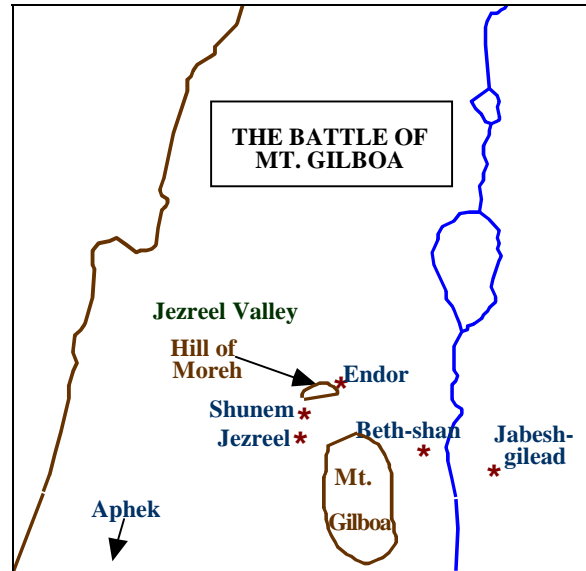 THE BATTLE OF
MT. GILBOA
Jezreel Valley
Hill of
Moreh
Endor
Shunem
Jezreel
Beth-shan
Jabesh-
gilead
Mt.
Gilboa
Aphek